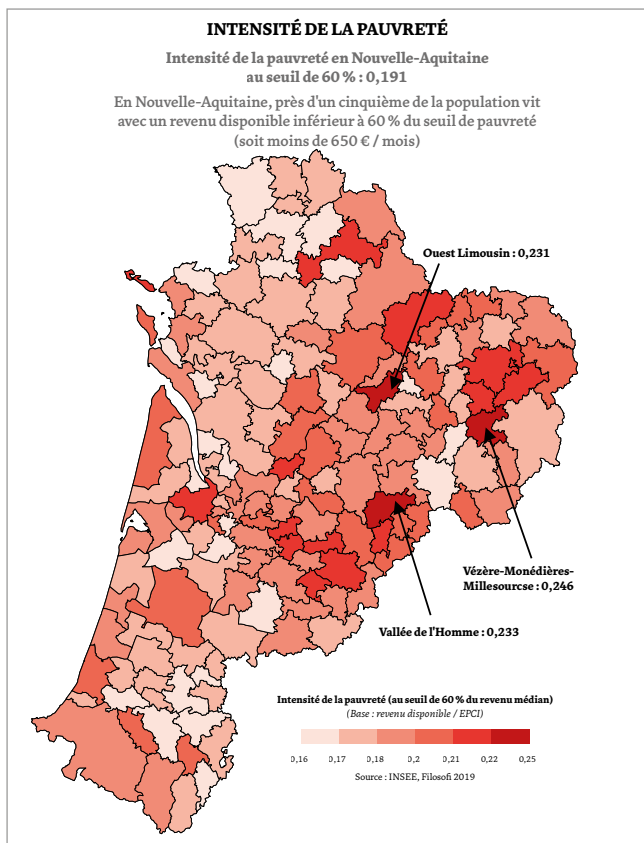 INTENSITÉ DE LA PAUVRETÉ
Intensité de la pauvreté en Nouvelle-Aquitaine
au seuil de 60 % : 0,191
En Nouvelle-Aquitaine, près d'un cinquième de la population vit
avec un revenu disponible inférieur à 60 % du seuil de pauvreté
(soit moins de 650 € / mois)
Ouest Limousin : 0,231
Vézère-Monédières-
Millesourcse : 0,246
Vallée de l'Homme : 0,233
Intensité de la pauvreté (au seuil de 60 % du revenu médian)
(Base : revenu disponible / EPCI)
0,16 0,17 0,18 0,2 0,21 0,22 0,25
Source : INSEE, Filosofi 2019